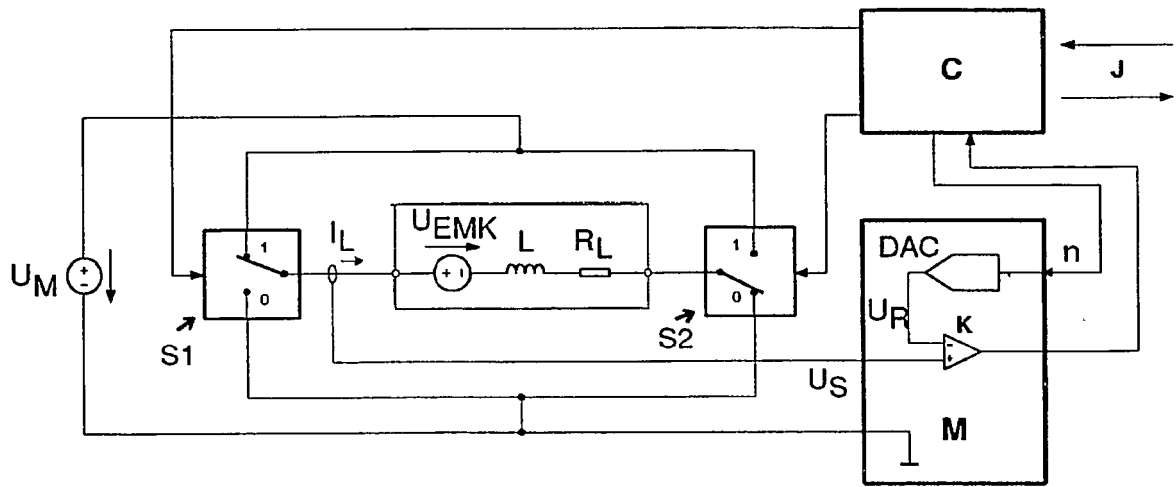 C
J
U_EMK
L
R_L
I_L
1
0
1
0
U_M
+
-
+
S1
S2
DAC
n
U_R
K
-
+
U_S
M